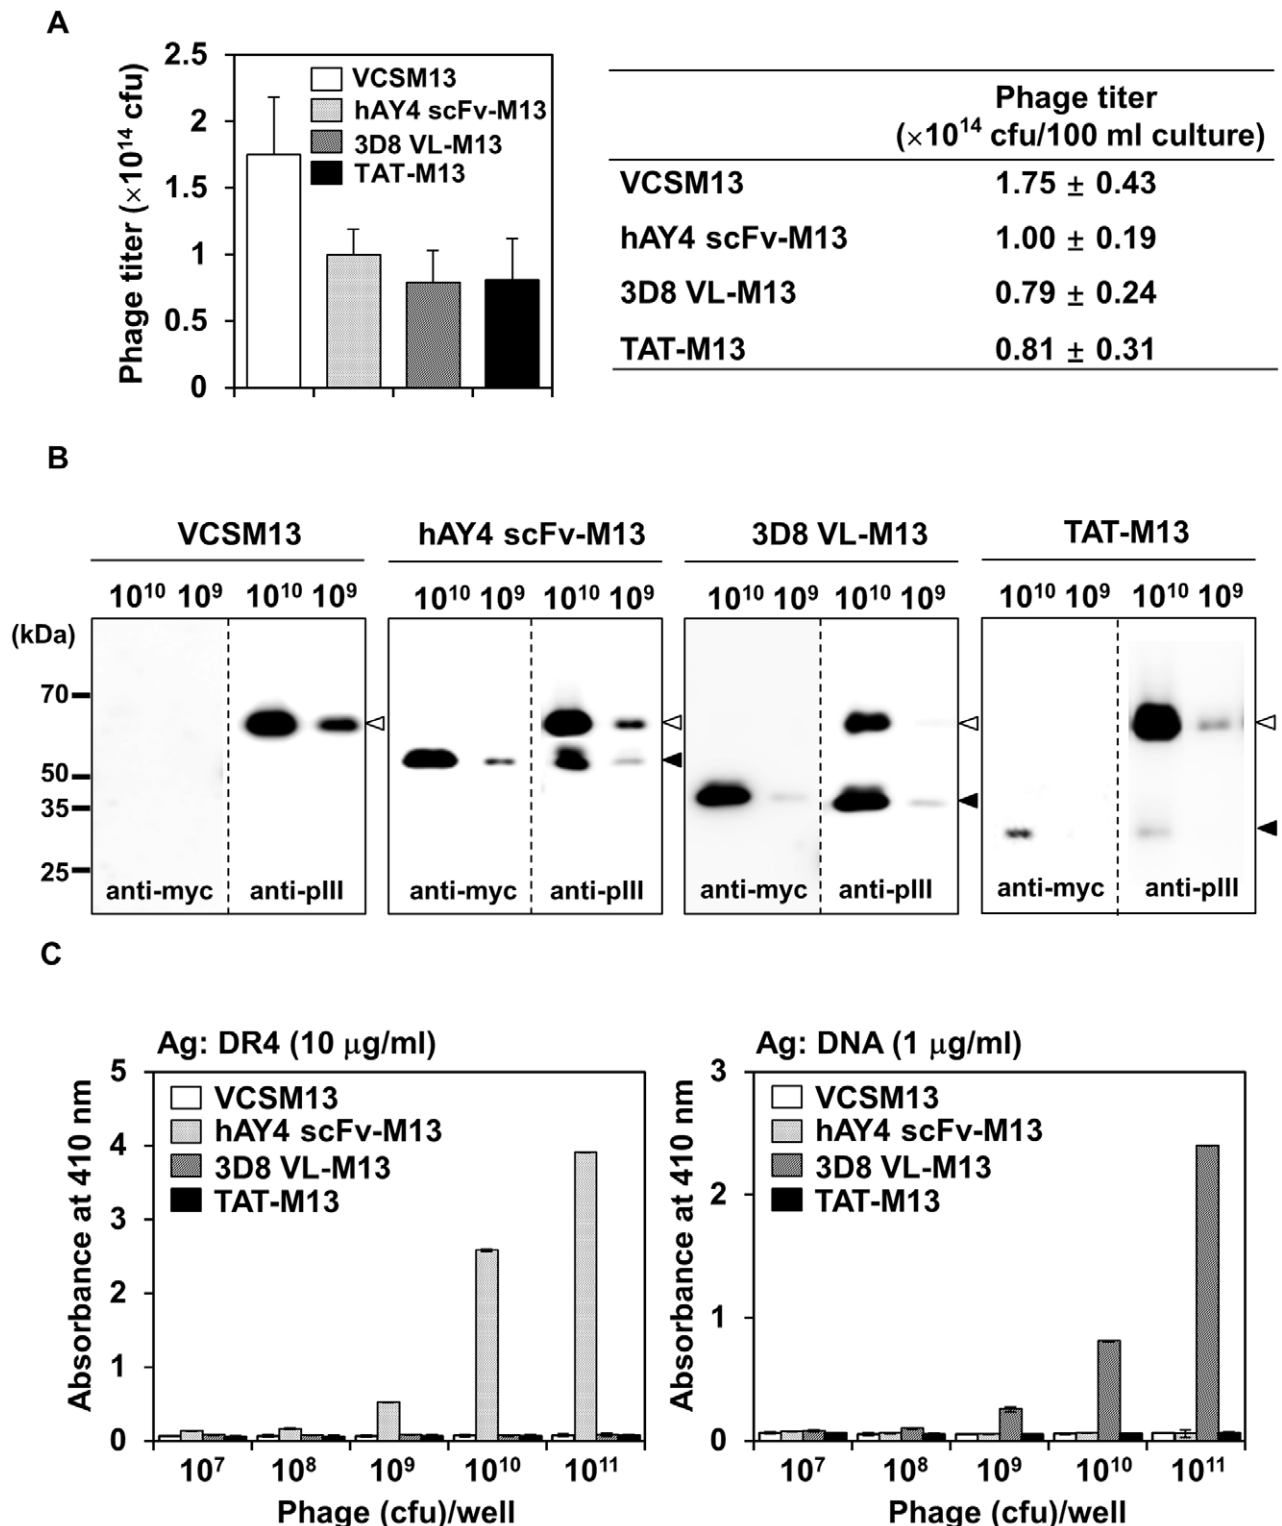 A
2.5
2
1.5
1
0.5
0
Phage titer (×10¹⁴ cfu)
VCSM13
hAY4 scFv-M13
3D8 VL-M13
TAT-M13
Phage titer
(×10¹⁴ cfu/100 ml culture)
VCSM13 1.75 ± 0.43
hAY4 scFv-M13 1.00 ± 0.19
3D8 VL-M13 0.79 ± 0.24
TAT-M13 0.81 ± 0.31
B
VCSM13 hAY4 scFv-M13 3D8 VL-M13 TAT-M13
10¹⁰ 10⁹ 10¹⁰ 10⁹ 10¹⁰ 10⁹ 10¹⁰ 10⁹ 10¹⁰ 10⁹ 10¹⁰ 10⁹ 10¹⁰ 10⁹ 10¹⁰ 10⁹
(kDa)
70
50
35
25
anti-myc anti-pIII anti-myc anti-pIII anti-myc anti-pIII anti-myc anti-pIII
C
Ag: DR4 (10 μg/ml)
5
4
3
2
1
0
Absorbance at 410 nm
VCSM13
hAY4 scFv-M13
3D8 VL-M13
TAT-M13
10⁷ 10⁸ 10⁹ 10¹⁰ 10¹¹
Phage (cfu)/well
Ag: DNA (1 μg/ml)
3
2
1
0
Absorbance at 410 nm
VCSM13
hAY4 scFv-M13
3D8 VL-M13
TAT-M13
10⁷ 10⁸ 10⁹ 10¹⁰ 10¹¹
Phage (cfu)/well